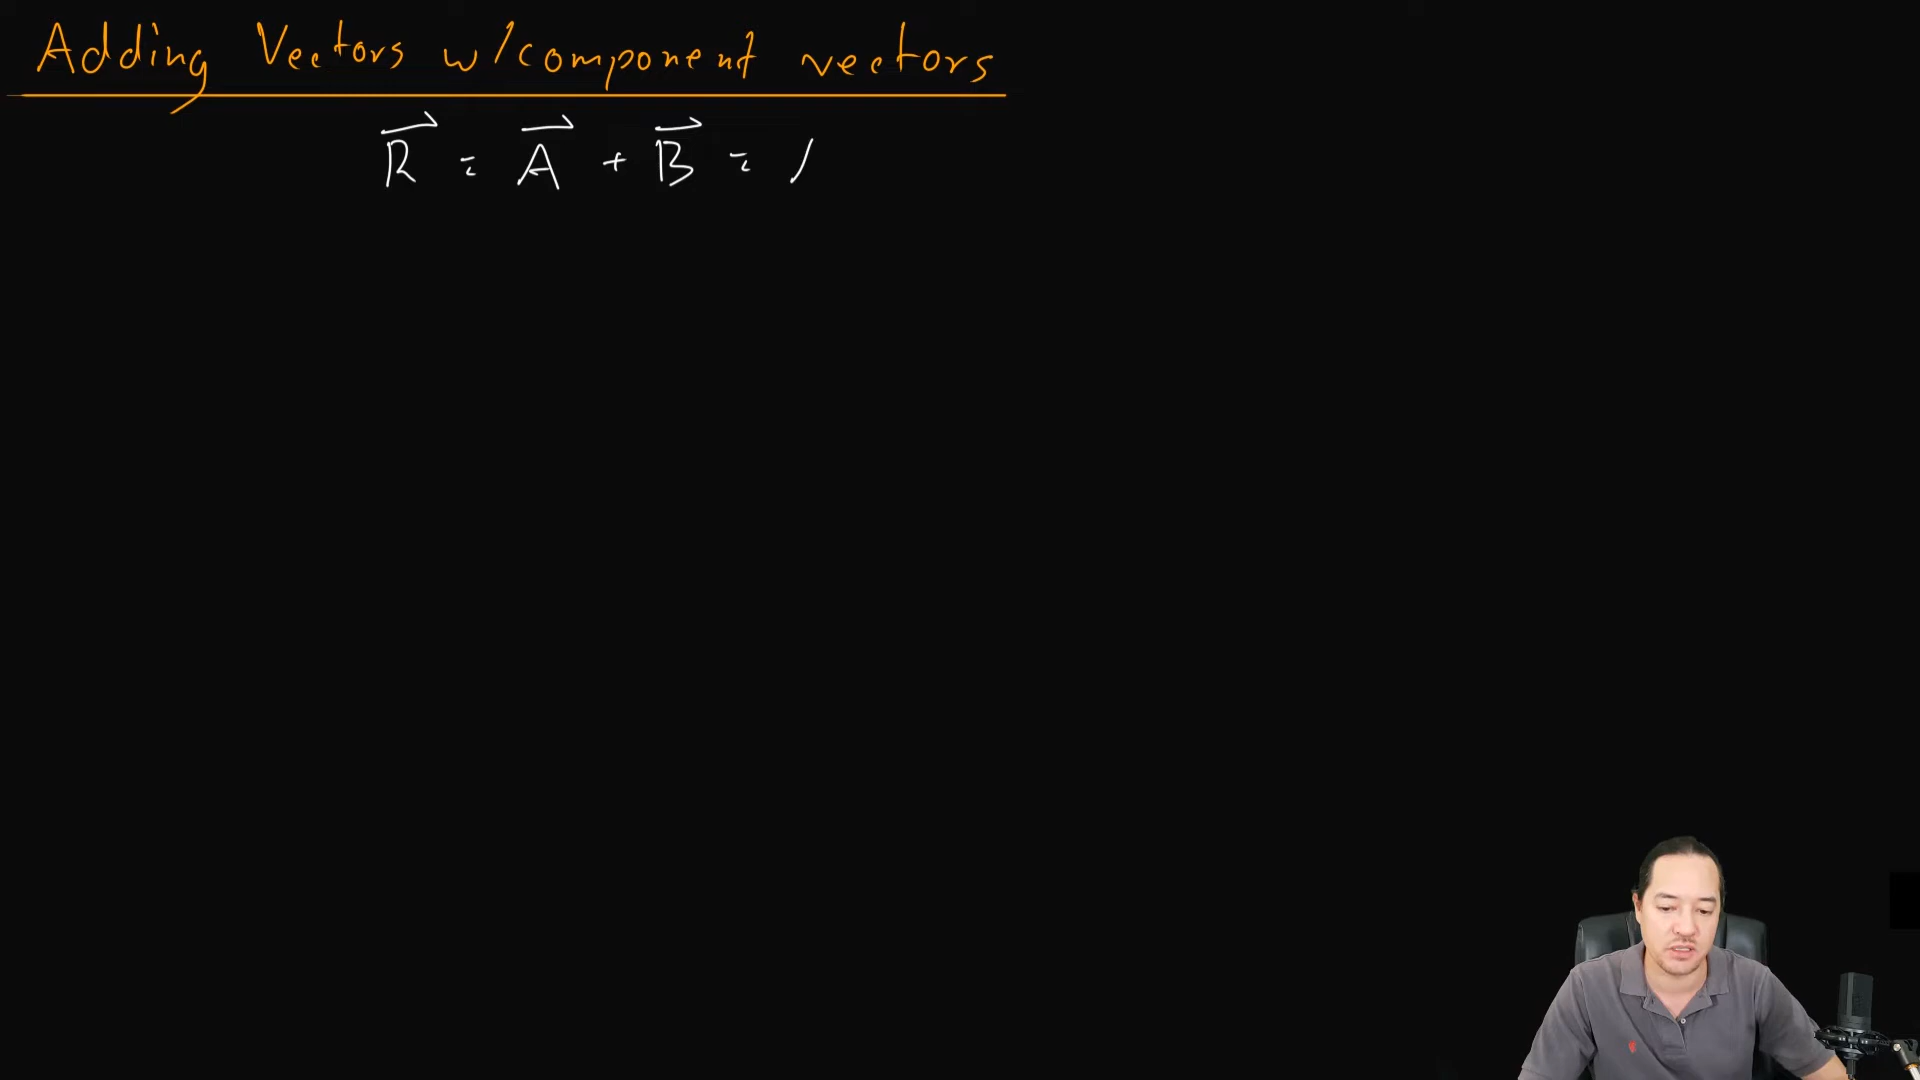 Adding Vectors w/component vectors
R⃗ = A⃗ + B⃗ = /